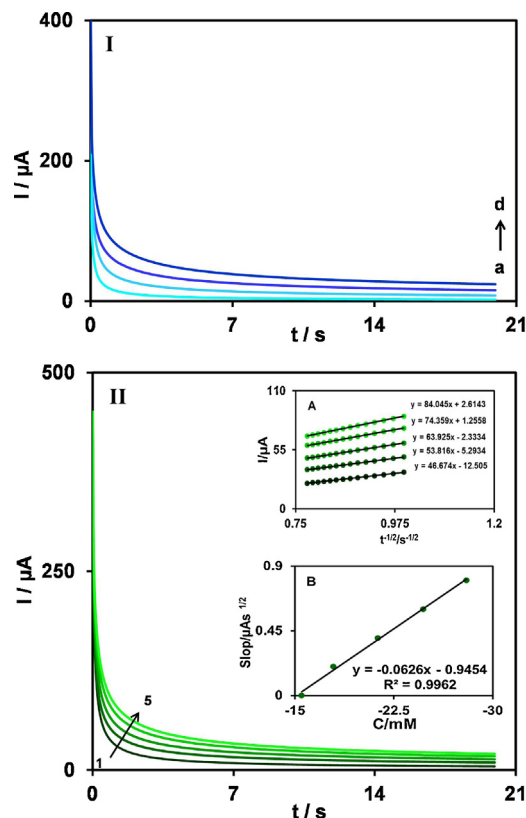 400
I
I / µA
200
d
a
0
0
7
14
21
t / s
500
II
110
A
y = 84.045x + 2.6143
y = 74.359x + 1.2558
I/µA
55
y = 63.925x - 2.3334
y = 53.816x - 5.2934
y = 46.674x - 12.505
0
0.75
0.975
1.2
t-1/2/s-1/2
I / µA
250
0.9
B
Slop/µAs 1/2
0.45
y = -0.0626x - 0.9454
R² = 0.9962
0
-15
-22.5
-30
C/mM
5
1
0
0
7
14
21
t / s